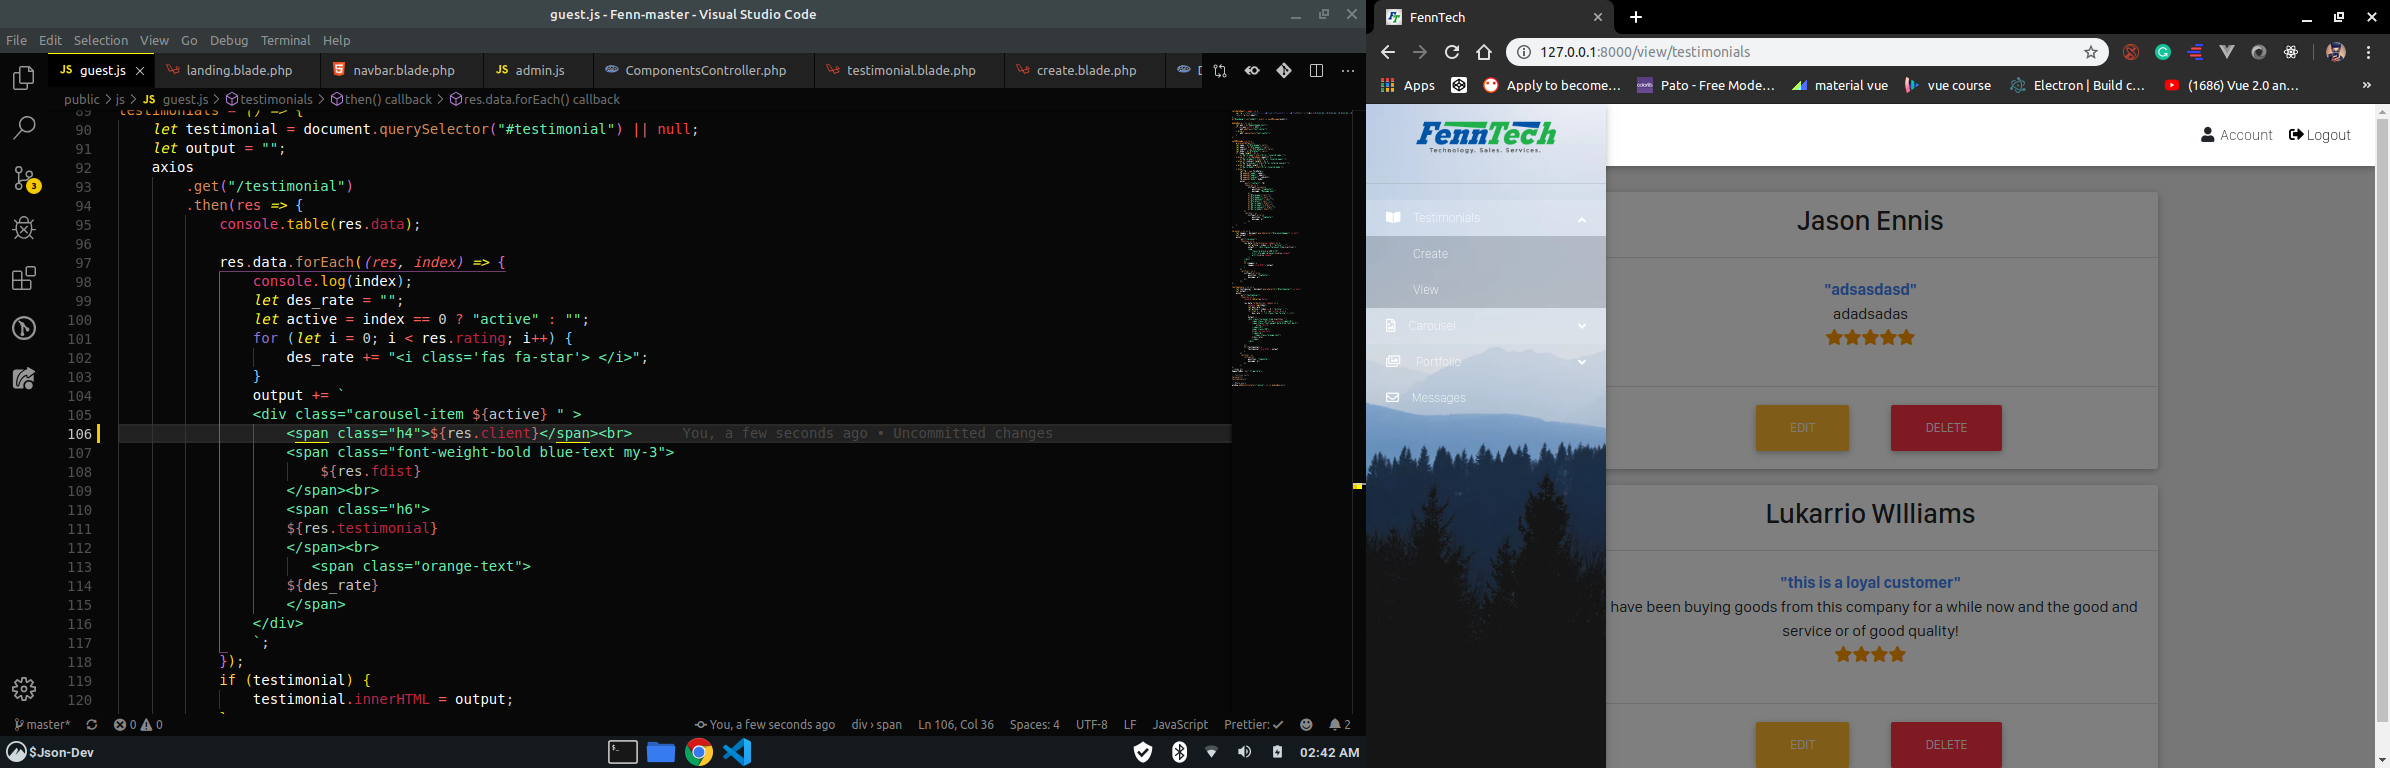 guest.js - Fenn-master - Visual Studio Code
File Edit Selection View Go Debug Terminal Help
JS guest.js landing.blade.php navbar.blade.php JS admin.js ComponentsController.php testimonial.blade.php create.blade.php
public > js > JS guest.js > testimonials > then() callback > res.data.forEach() callback
89 testimonials = () => {
90 let testimonial = document.querySelector("#testimonial") || null;
91 let output = "";
92 axios
93 .get("/testimonial")
94 .then(res => {
95 console.table(res.data);
96
97 res.data.forEach((res, index) => {
98 console.log(index);
99 let des_rate = "";
100 let active = index == 0 ? "active" : "";
101 for (let i = 0; i < res.rating; i++) {
102 des_rate += "<i class='fas fa-star'> </i>";
103 }
104 output += `
105 <div class="carousel-item ${active} " >
106 <span class="h4">${res.client}</span><br> You, a few seconds ago • Uncommitted changes
107 <span class="font-weight-bold blue-text my-3">
108 ${res.fdist}
109 </span><br>
110 <span class="h6">
111 ${res.testimonial}
112 </span><br>
113 <span class="orange-text">
114 ${des_rate}
115 </span>
116 </div>
117 `;
118 });
119 if (testimonial) {
120 testimonial.innerHTML = output;
3
master* 0 0 You, a few seconds ago div › span Ln 106, Col 36 Spaces: 4 UTF-8 LF JavaScript Prettier: ✓ 2
$Json-Dev 02:42 AM
FennTech
127.0.0.1:8000/view/testimonials
Apps Apply to become… Pato - Free Mode… material vue vue course Electron | Build c… (1686) Vue 2.0 an… »
FennTech
Technology. Sales. Services.
Account Logout
Testimonials
Create
View
Carousel
Portfolio
Messages
Jason Ennis
"adsasdasd"
adadsadas
EDIT DELETE
Lukarrio WIlliams
"this is a loyal customer"
have been buying goods from this company for a while now and the good and
service or of good quality!
EDIT DELETE